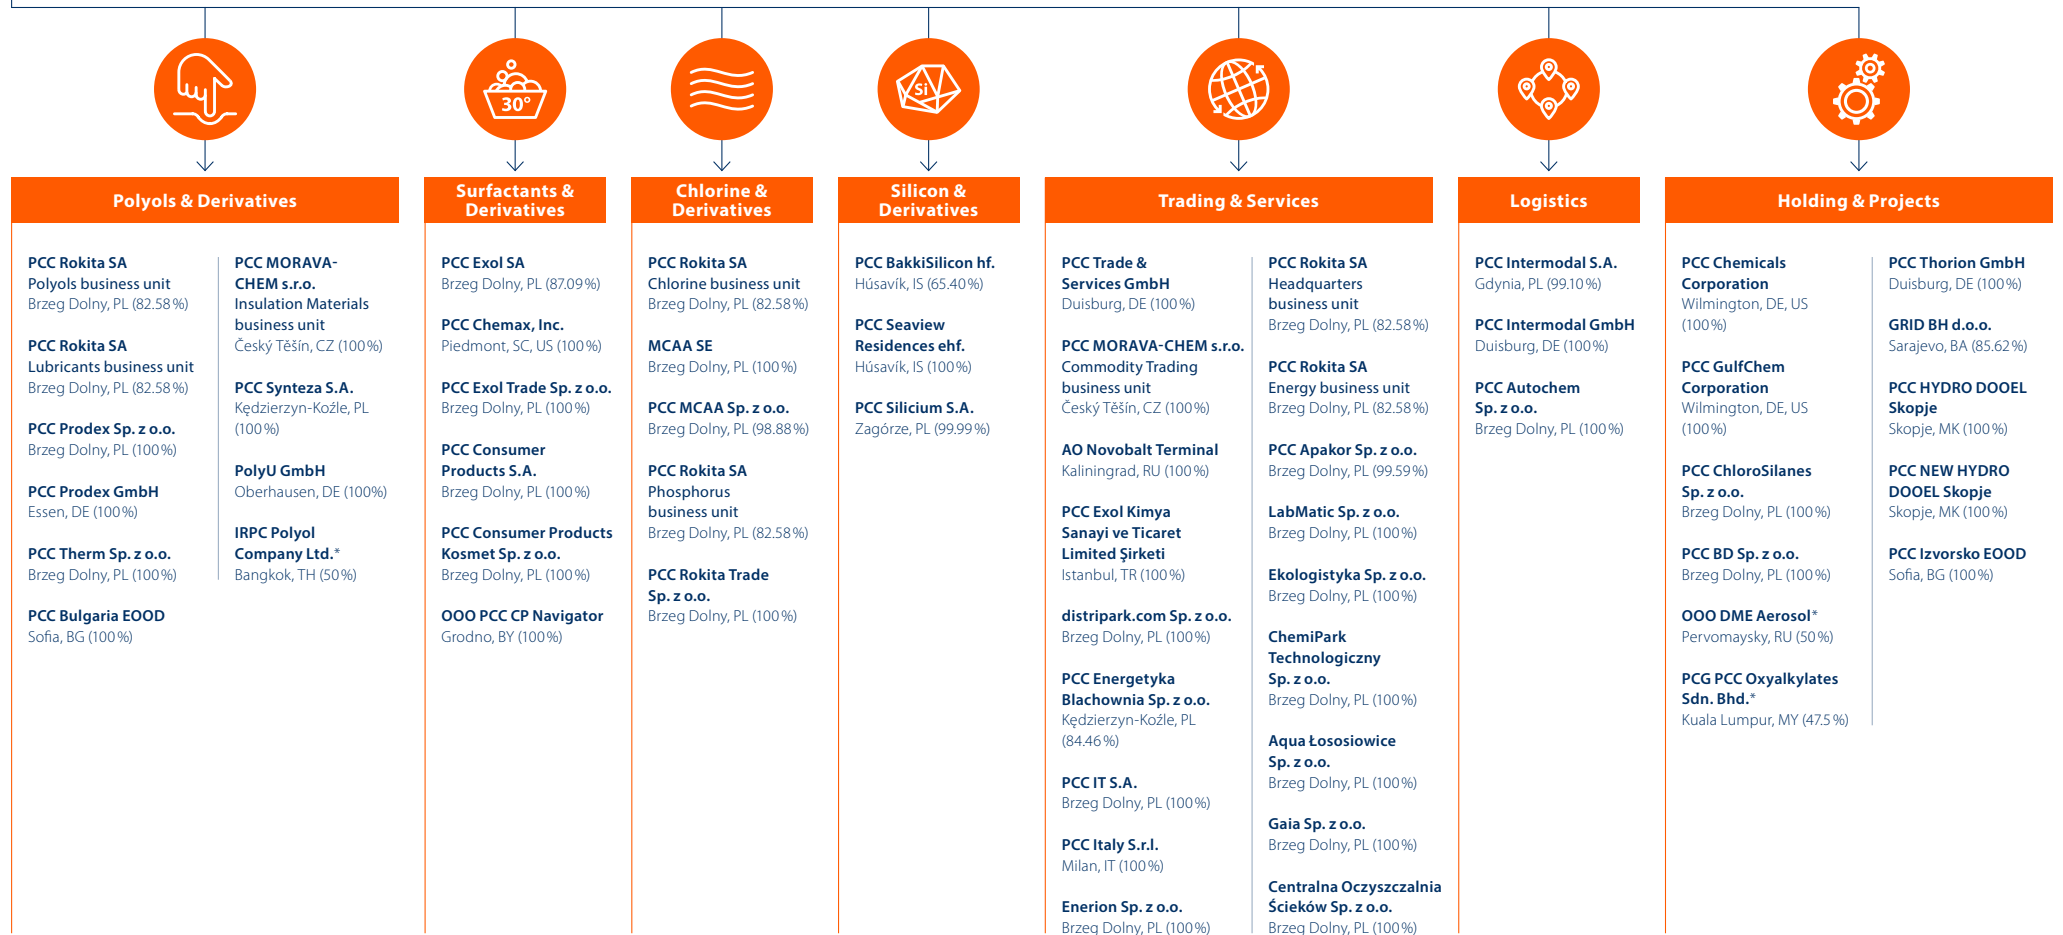 30°
Si
Polyols & Derivatives
PCC Rokita SA
Polyols business unit
Brzeg Dolny, PL (82.58 %)
PCC Rokita SA
Lubricants business unit
Brzeg Dolny, PL (82.58 %)
PCC Prodex Sp. z o.o.
Brzeg Dolny, PL (100 %)
PCC Prodex GmbH
Essen, DE (100 %)
PCC Therm Sp. z o.o.
Brzeg Dolny, PL (100 %)
PCC Bulgaria EOOD
Sofia, BG (100 %)
PCC MORAVA-
CHEM s.r.o.
Insulation Materials
business unit
Český Těšín, CZ (100 %)
PCC Synteza S.A.
Kędzierzyn-Koźle, PL
(100 %)
PolyU GmbH
Oberhausen, DE (100%)
IRPC Polyol
Company Ltd.*
Bangkok, TH (50 %)
Surfactants &
Derivatives
PCC Exol SA
Brzeg Dolny, PL (87.09 %)
PCC Chemax, Inc.
Piedmont, SC, US (100 %)
PCC Exol Trade Sp. z o.o.
Brzeg Dolny, PL (100 %)
PCC Consumer
Products S.A.
Brzeg Dolny, PL (100 %)
PCC Consumer Products
Kosmet Sp. z o.o.
Brzeg Dolny, PL (100 %)
OOO PCC CP Navigator
Grodno, BY (100 %)
Chlorine &
Derivatives
PCC Rokita SA
Chlorine business unit
Brzeg Dolny, PL (82.58 %)
MCAA SE
Brzeg Dolny, PL (100 %)
PCC MCAA Sp. z o.o.
Brzeg Dolny, PL (98.88 %)
PCC Rokita SA
Phosphorus
business unit
Brzeg Dolny, PL (82.58 %)
PCC Rokita Trade
Sp. z o.o.
Brzeg Dolny, PL (100 %)
Silicon &
Derivatives
PCC BakkiSilicon hf.
Húsavík, IS (65.40 %)
PCC Seaview
Residences ehf.
Húsavík, IS (100 %)
PCC Silicium S.A.
Zagórze, PL (99.99 %)
Trading & Services
PCC Trade &
Services GmbH
Duisburg, DE (100 %)
PCC MORAVA-CHEM s.r.o.
Commodity Trading
business unit
Český Těšín, CZ (100 %)
AO Novobalt Terminal
Kaliningrad, RU (100 %)
PCC Exol Kimya
Sanayi ve Ticaret
Limited Şirketi
Istanbul, TR (100 %)
distripark.com Sp. z o.o.
Brzeg Dolny, PL (100 %)
PCC Energetyka
Blachownia Sp. z o.o.
Kędzierzyn-Koźle, PL
(84.46 %)
PCC IT S.A.
Brzeg Dolny, PL (100 %)
PCC Italy S.r.l.
Milan, IT (100 %)
Enerion Sp. z o.o.
Brzeg Dolny, PL (100 %)
PCC Rokita SA
Headquarters
business unit
Brzeg Dolny, PL (82.58 %)
PCC Rokita SA
Energy business unit
Brzeg Dolny, PL (82.58 %)
PCC Apakor Sp. z o.o.
Brzeg Dolny, PL (99.59 %)
LabMatic Sp. z o.o.
Brzeg Dolny, PL (100 %)
Ekologistyka Sp. z o.o.
Brzeg Dolny, PL (100 %)
ChemiPark
Technologiczny
Sp. z o.o.
Brzeg Dolny, PL (100 %)
Aqua Łososiowice
Sp. z o.o.
Brzeg Dolny, PL (100 %)
Gaia Sp. z o.o.
Brzeg Dolny, PL (100 %)
Centralna Oczyszczalnia
Ścieków Sp. z o.o.
Brzeg Dolny, PL (100 %)
Logistics
PCC Intermodal S.A.
Gdynia, PL (99.10 %)
PCC Intermodal GmbH
Duisburg, DE (100 %)
PCC Autochem
Sp. z o.o.
Brzeg Dolny, PL (100 %)
Holding & Projects
PCC Chemicals
Corporation
Wilmington, DE, US
(100 %)
PCC GulfChem
Corporation
Wilmington, DE, US
(100 %)
PCC ChloroSilanes
Sp. z o.o.
Brzeg Dolny, PL (100 %)
PCC BD Sp. z o.o.
Brzeg Dolny, PL (100 %)
OOO DME Aerosol*
Pervomaysky, RU (50 %)
PCG PCC Oxyalkylates
Sdn. Bhd.*
Kuala Lumpur, MY (47.5 %)
PCC Thorion GmbH
Duisburg, DE (100 %)
GRID BH d.o.o.
Sarajevo, BA (85.62 %)
PCC HYDRO DOOEL
Skopje
Skopje, MK (100 %)
PCC NEW HYDRO
DOOEL Skopje
Skopje, MK (100 %)
PCC Izvorsko EOOD
Sofia, BG (100 %)